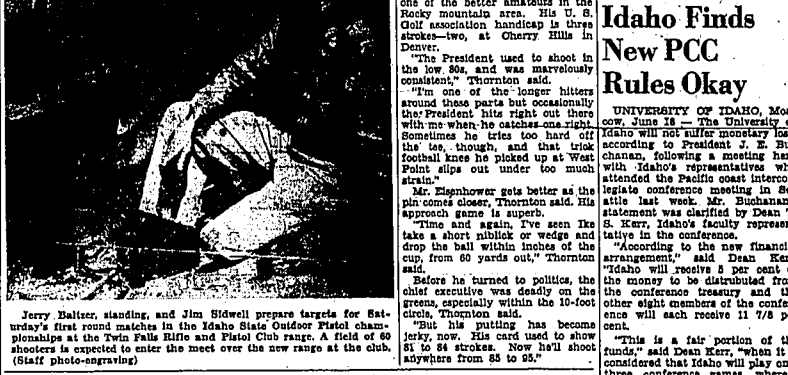 Jerry Baltzer, standing, and Jim Sidwell prepare targets for Sat-
urday's first round matches in the Idaho State Outdoor Pistol cham-
pionships at the Twin Falls Rifle and Pistol Club range. A field of 60
shooters is expected to enter the meet over the new range at the club.
(Staff photo-engraving)
one of the better amateurs in the
Rocky mountain area. His U. S.
Golf association handicap is three
strokes—two, at Cherry Hills in
Denver.
"The President used to shoot in
the low 80s, and was marvelously
consistent," Thornton said.
"I'm one of the longer hitters
around these parts but occasionally
the President hits right out there
with me when he catches one right.
Sometimes he tries too hard off
the tee, though, and that trick
football knee he picked up at West
Point slips out under too much
strain."
Mr. Eisenhower gets better as the
pin comes closer, Thornton said. His
approach game is superb.
"Time and again, I've seen Ike
take a short niblick or wedge and
drop the ball within inches of the
cup, from 60 yards out," Thornton
said.
Before he turned to politics, the
chief executive was deadly on the
greens, especially within the 10-foot
circle, Thornton said.
"But his putting has become
jerky, now. His card used to show
81 to 84 strokes. Now he'll shoot
anywhere from 85 to 95."
Idaho Finds
New PCC
Rules Okay
UNIVERSITY OF IDAHO, Mos
cow, June 18 — The University o
Idaho will not suffer monetary los
according to President J. E. Bu
chanan, following a meeting her
with Idaho's representatives wh
attended the Pacific coast interco
legiate conference meeting in Se
attle last week. Mr. Buchanan
statement was clarified by Dean
S. Kerr, Idaho's faculty represen
tative in the conference.
"According to the new financi
arrangement," said Dean Ker
"Idaho will receive 5 per cent
the money to be distrubuted fro
the conference treasury and t
other eight members of the confe
ence will each receive 11 7/8 p
cent.
"This is a fair portion of t
funds," said Dean Kerr, "when it
considered that Idaho will play on
three conference games, where